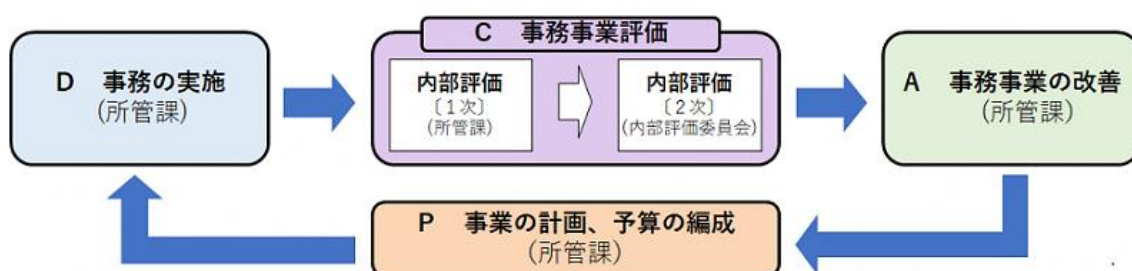 C　事務事業評価
D　事務の実施
(所管課)
内部評価
〔１次〕
(所管課)
内部評価
〔２次〕
(内部評価委員会)
A　事務事業の改善
(所管課)
P　事業の計画、予算の編成
(所管課)